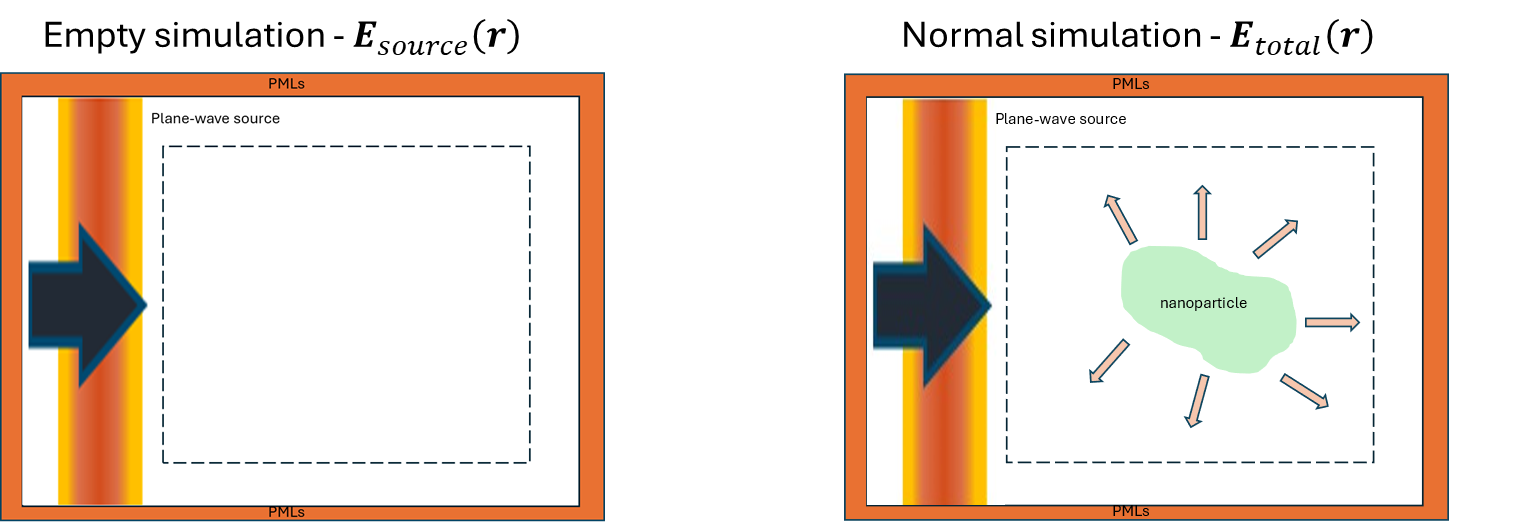 Empty simulation - E_source(r)
PMLs
Plane-wave source
PMLs
Normal simulation - E_total(r)
PMLs
Plane-wave source
nanoparticle
PMLs